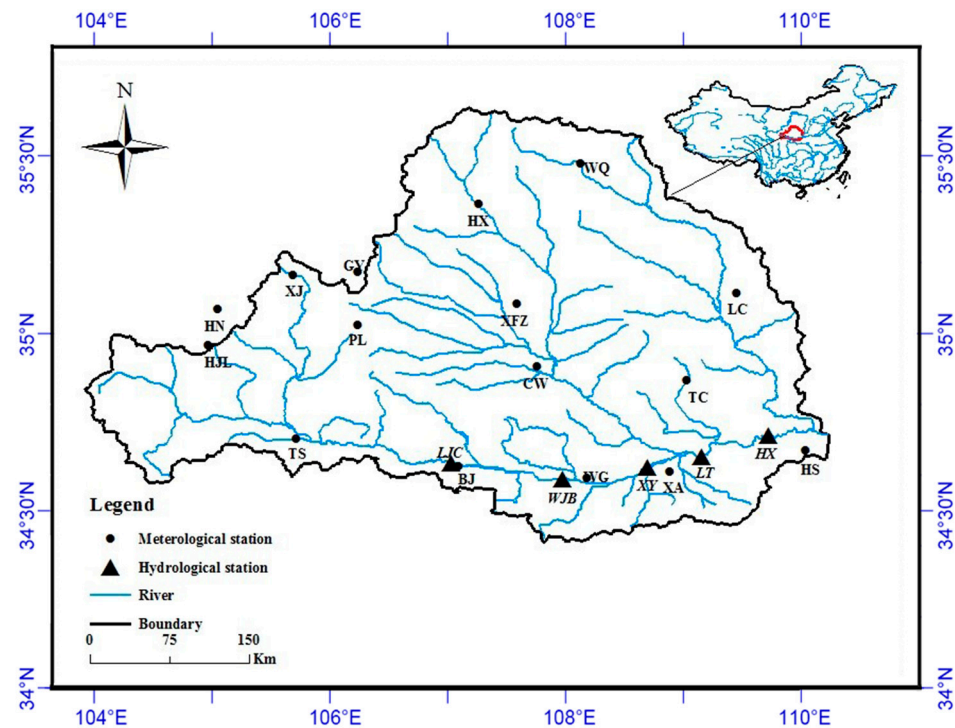 104°E 106°E 108°E 110°E
N
35°30'N 35°30'N
WQ
HX
GY
XJ
LC
HN
XFZ
35°N 35°N
PL
HJL
CW
TC
TS
LJC
HX
BJ
WG
XY
LT
HS
WJB
XA
34°30'N 34°30'N
Legend
Meterological station
Hydrological station
River
Boundary
0 75 150
Km
34°N 34°N
104°E 106°E 108°E 110°E